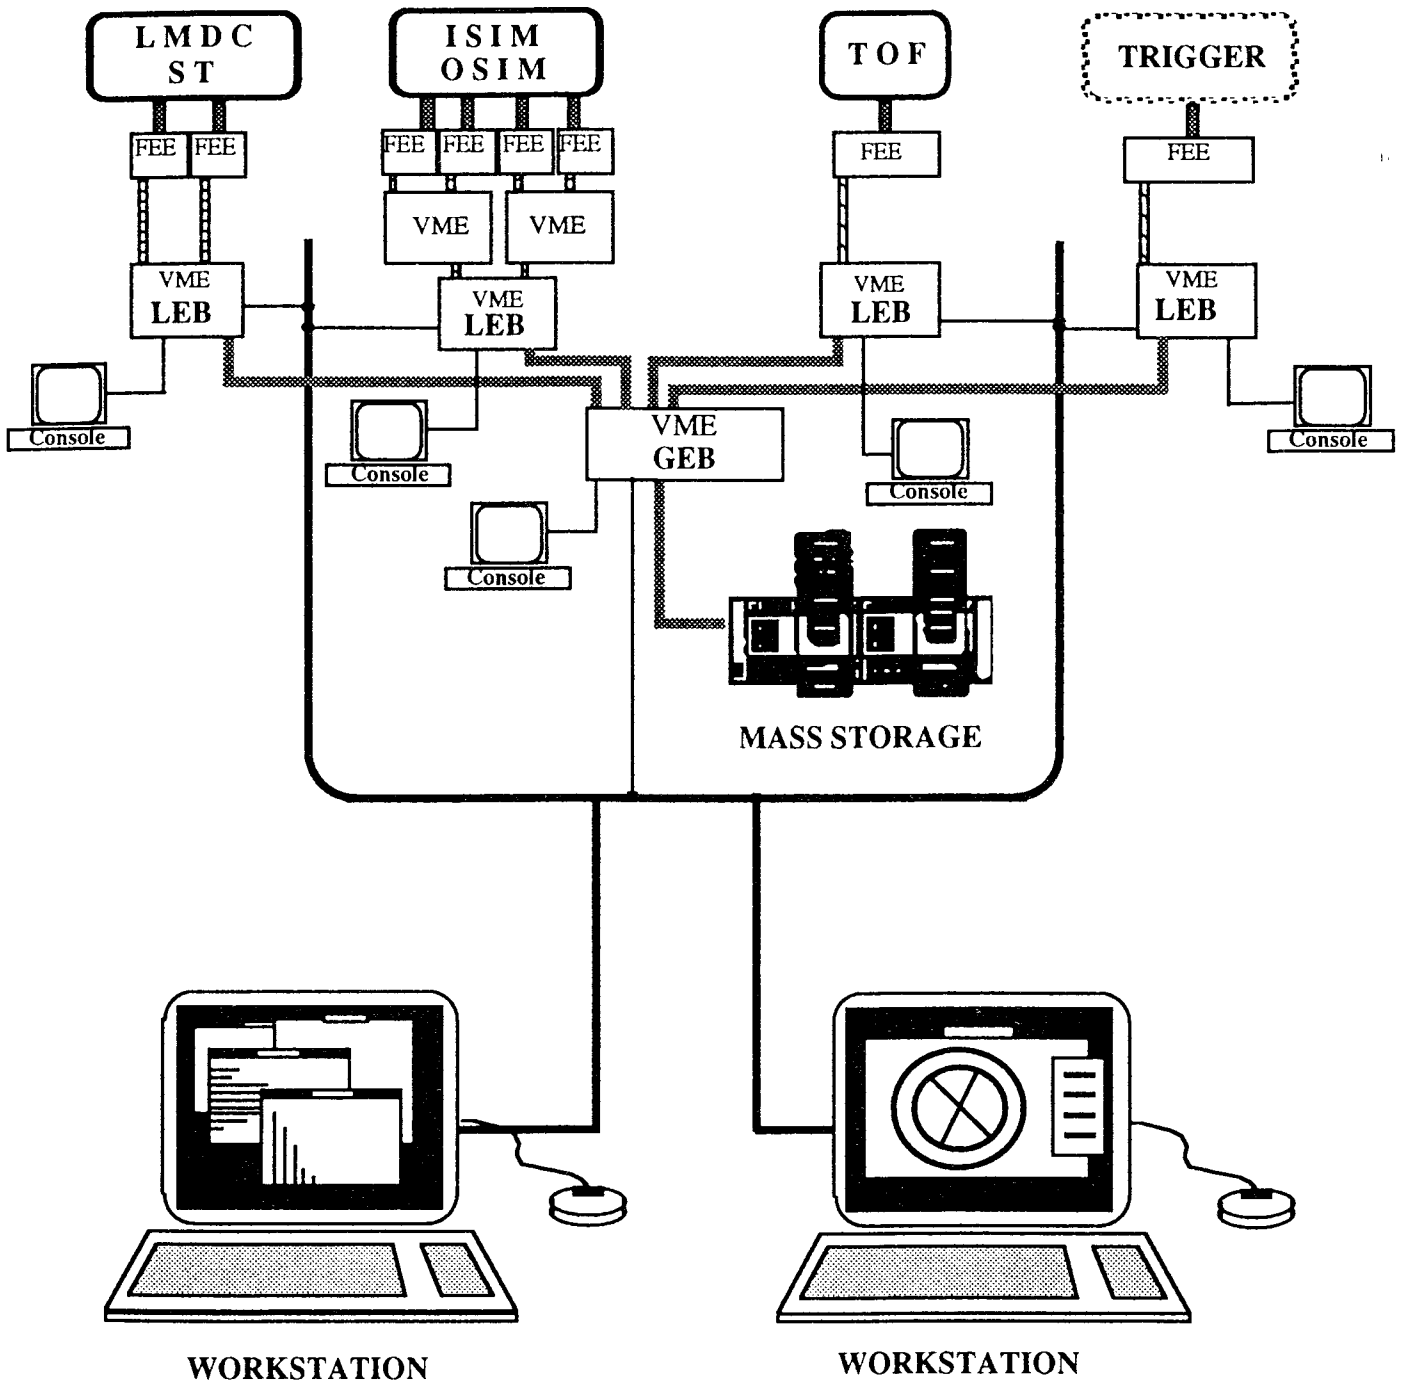 LMDC
ST
ISIM
OSIM
TOF
TRIGGER
FEE
FEE
FEE
FEE
FEE
FEE
FEE
FEE
VME
VME
VME
LEB
VME
LEB
VME
LEB
VME
LEB
Console
Console
VME
GEB
Console
Console
Console
MASS STORAGE
WORKSTATION
WORKSTATION